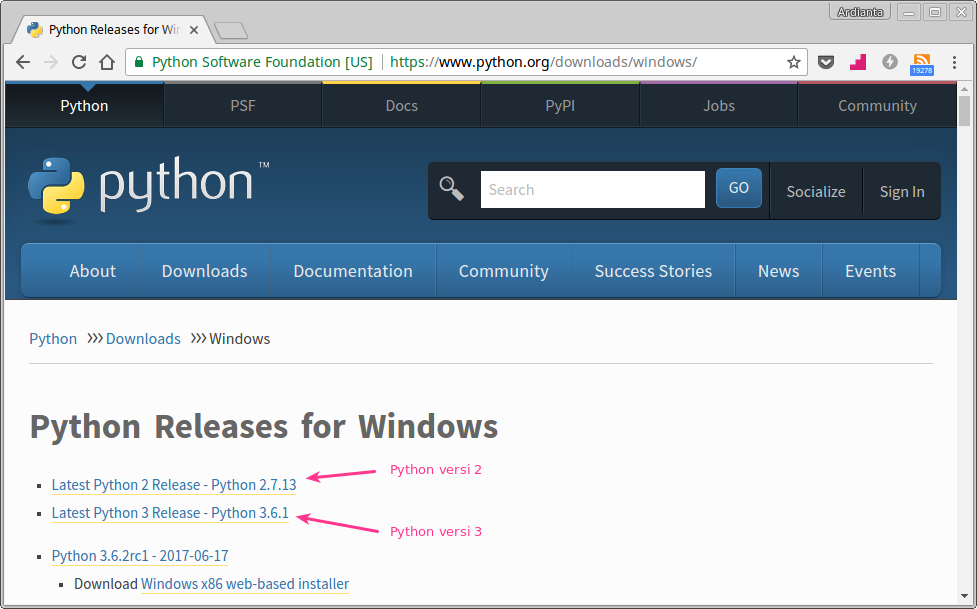 Ardianta
Python Releases for Win
Python Software Foundation [US] https://www.python.org/downloads/windows/
19278
Python PSF Docs PyPI Jobs Community
python™
Search GO Socialize Sign In
About Downloads Documentation Community Success Stories News Events
Python >>> Downloads >>> Windows
Python Releases for Windows
Python versi 2
Latest Python 2 Release - Python 2.7.13
Latest Python 3 Release - Python 3.6.1
Python versi 3
Python 3.6.2rc1 - 2017-06-17
Download Windows x86 web-based installer